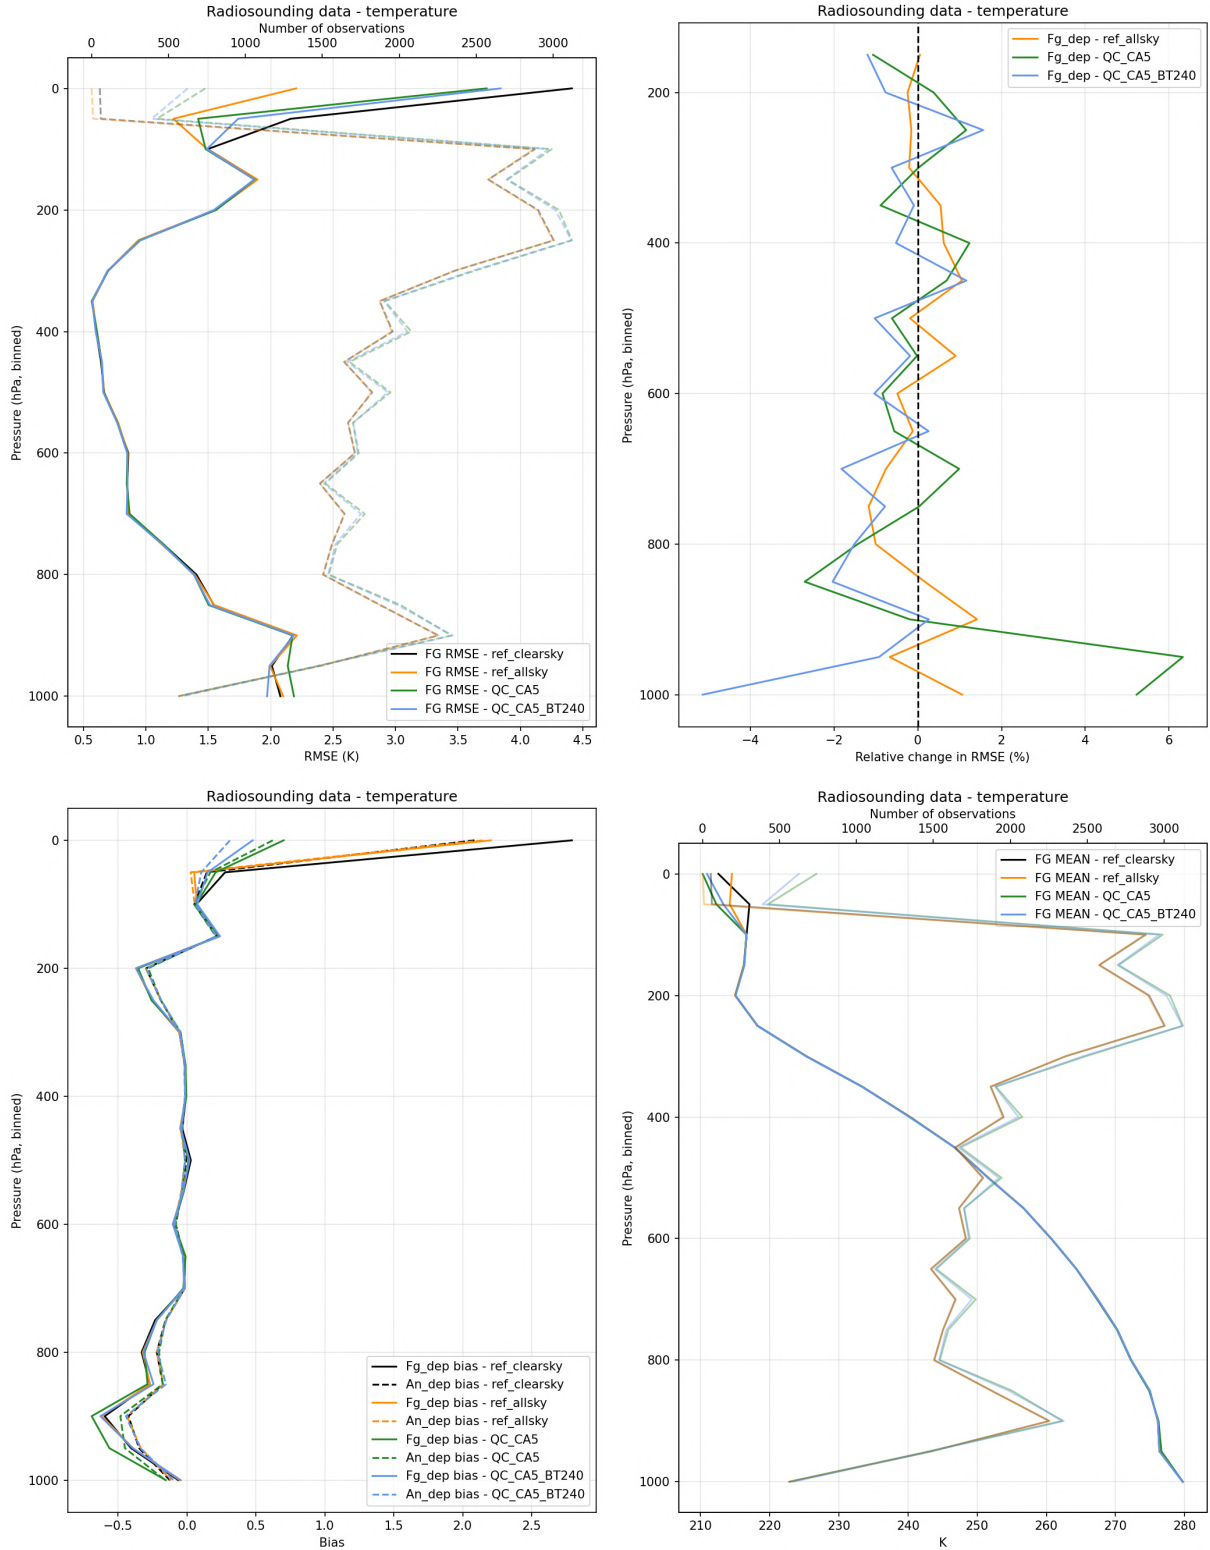 Radiosounding data - temperature
Number of observations
0 500 1000 1500 2000 2500 3000
0
200
400
600
800
1000
Pressure (hPa, binned)
FG RMSE - ref_clearsky
FG RMSE - ref_allsky
FG RMSE - QC_CA5
FG RMSE - QC_CA5_BT240
0.5 1.0 1.5 2.0 2.5 3.0 3.5 4.0 4.5
RMSE (K)
Radiosounding data - temperature
Fg_dep - ref_allsky
Fg_dep - QC_CA5
Fg_dep - QC_CA5_BT240
200
400
600
800
1000
Pressure (hPa, binned)
−4 −2 0 2 4 6
Relative change in RMSE (%)
Radiosounding data - temperature
0
200
400
600
800
1000
Pressure (hPa, binned)
Fg_dep bias - ref_clearsky
An_dep bias - ref_clearsky
Fg_dep bias - ref_allsky
An_dep bias - ref_allsky
Fg_dep bias - QC_CA5
An_dep bias - QC_CA5
Fg_dep bias - QC_CA5_BT240
An_dep bias - QC_CA5_BT240
−0.5 0.0 0.5 1.0 1.5 2.0 2.5
Bias
Radiosounding data - temperature
Number of observations
0 500 1000 1500 2000 2500 3000
FG MEAN - ref_clearsky
FG MEAN - ref_allsky
FG MEAN - QC_CA5
FG MEAN - QC_CA5_BT240
0
200
400
600
800
1000
Pressure (hPa, binned)
210 220 230 240 250 260 270 280
K